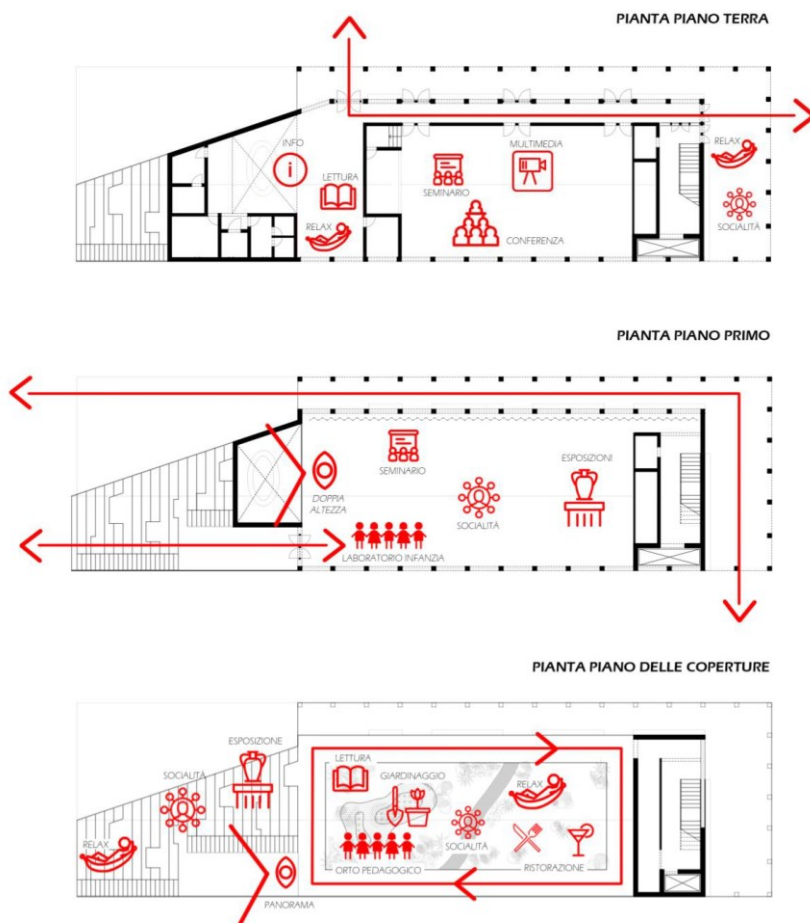 PIANTA PIANO TERRA
INFO
i
LETTURA
RELAX
MULTIMEDIA
SEMINARIO
CONFERENZA
RELAX
SOCIALITÀ
PIANTA PIANO PRIMO
SEMINARIO
ESPOSIZIONI
DOPPIA
ALTEZZA
SOCIALITÀ
LABORATORIO INFANZIA
PIANTA PIANO DELLE COPERTURE
ESPOSIZIONE
SOCIALITÀ
RELAX
PANORAMA
LETTURA
GIARDINAGGIO
RELAX
SOCIALITÀ
ORTO PEDAGOGICO
RISTORAZIONE